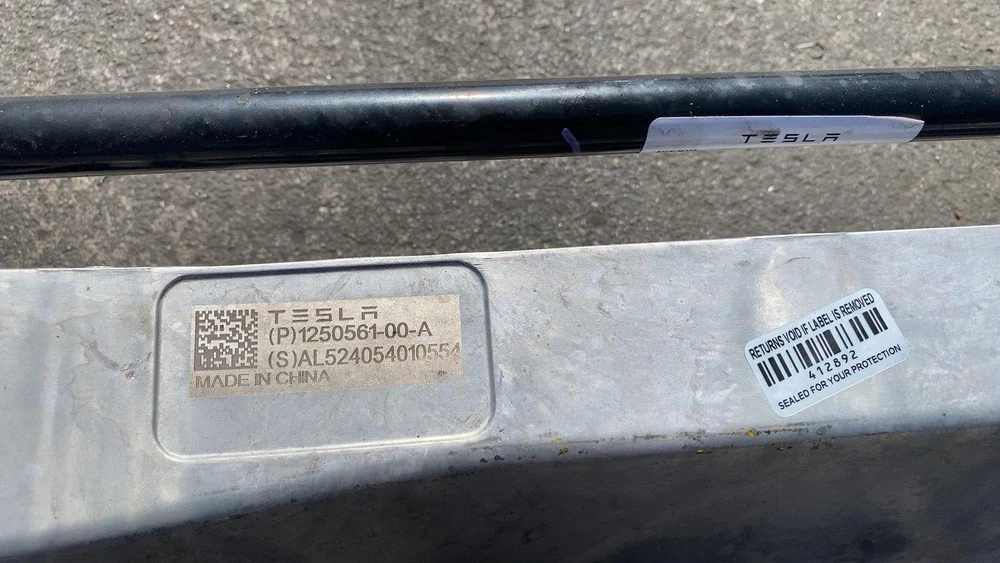 TESLA
TESLA
(P)1250561-00-A
(S)AL524054010554
MADE IN CHINA
RETURNS VOID IF LABEL IS REMOVED
412892
SEALED FOR YOUR PROTECTION